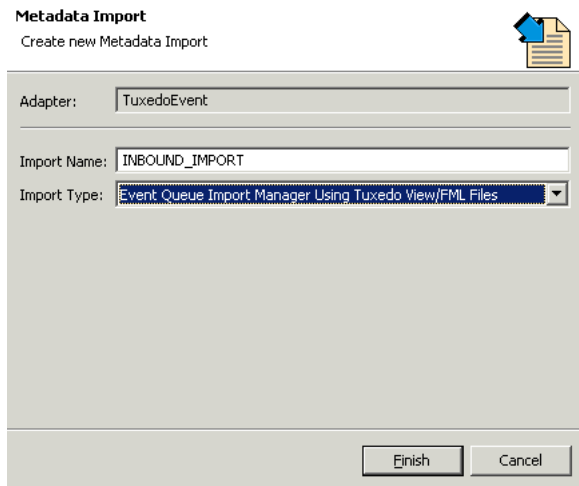 Metadata Import
Create new Metadata Import
Adapter: TuxedoEvent
Import Name: INBOUND_IMPORT
Import Type: Event Queue Import Manager Using Tuxedo View/FML Files
Finish Cancel